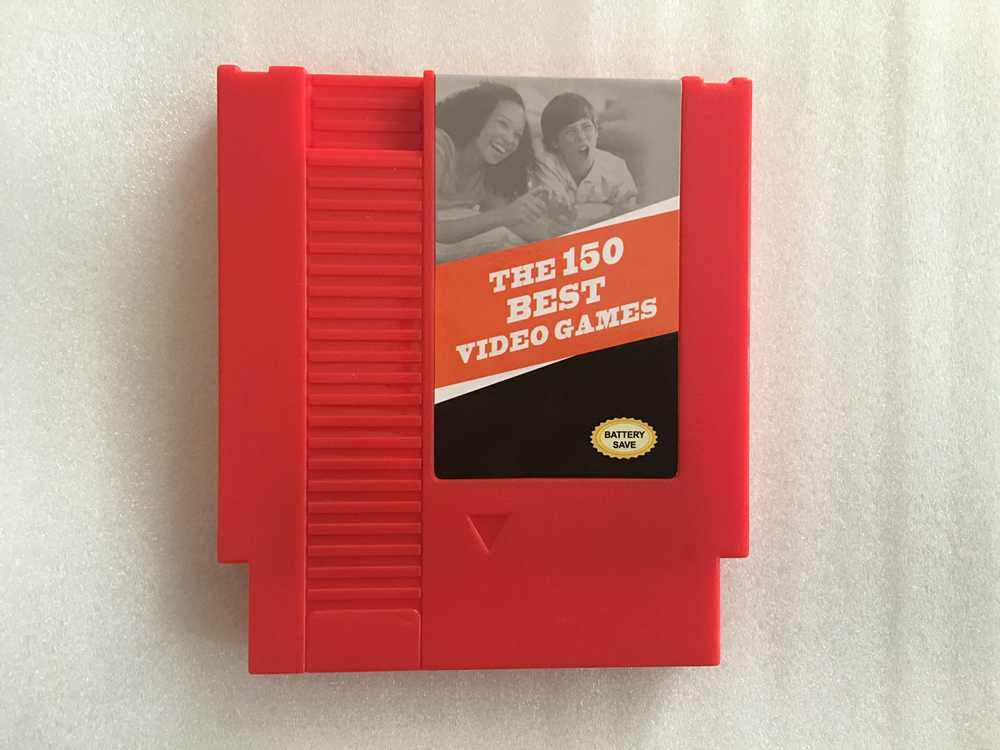 THE 150
BEST
VIDEO GAMES
BATTERY
SAVE